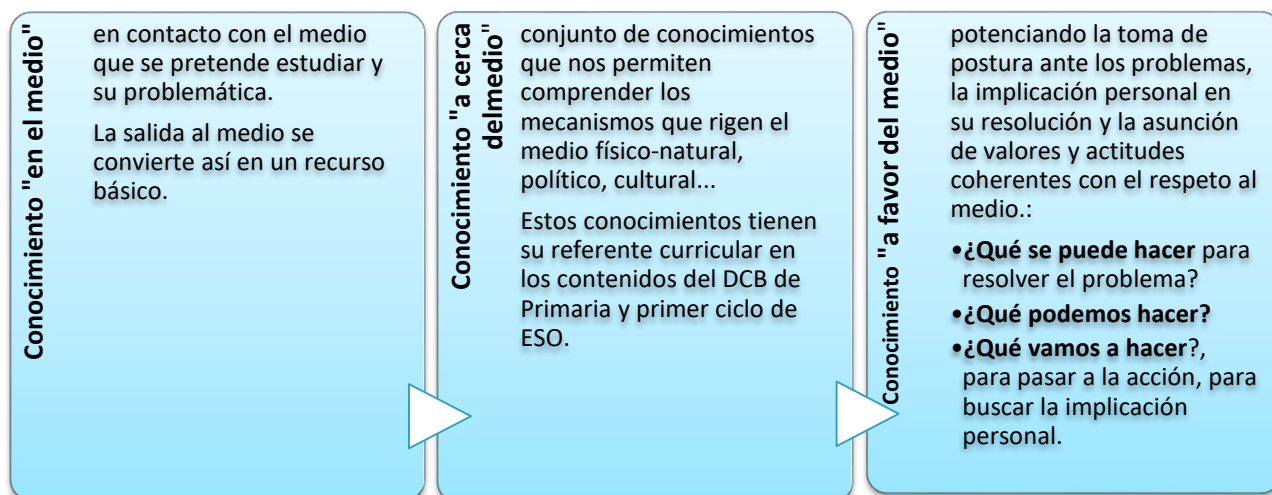 Conocimiento "en el medio"
en contacto con el medio
que se pretende estudiar y
su problemática.
La salida al medio se
convierte así en un recurso
básico.
Conocimiento "a cerca
delmedio"
conjunto de conocimientos
que nos permiten
comprender los
mecanismos que rigen el
medio físico-natural,
político, cultural...
Estos conocimientos tienen
su referente curricular en
los contenidos del DCB de
Primaria y primer ciclo de
ESO.
Conocimiento "a favor del medio"
potenciando la toma de
postura ante los problemas,
la implicación personal en
su resolución y la asunción
de valores y actitudes
coherentes con el respeto al
medio.:
•¿Qué se puede hacer para
resolver el problema?
•¿Qué podemos hacer?
•¿Qué vamos a hacer?,
para pasar a la acción, para
buscar la implicación
personal.